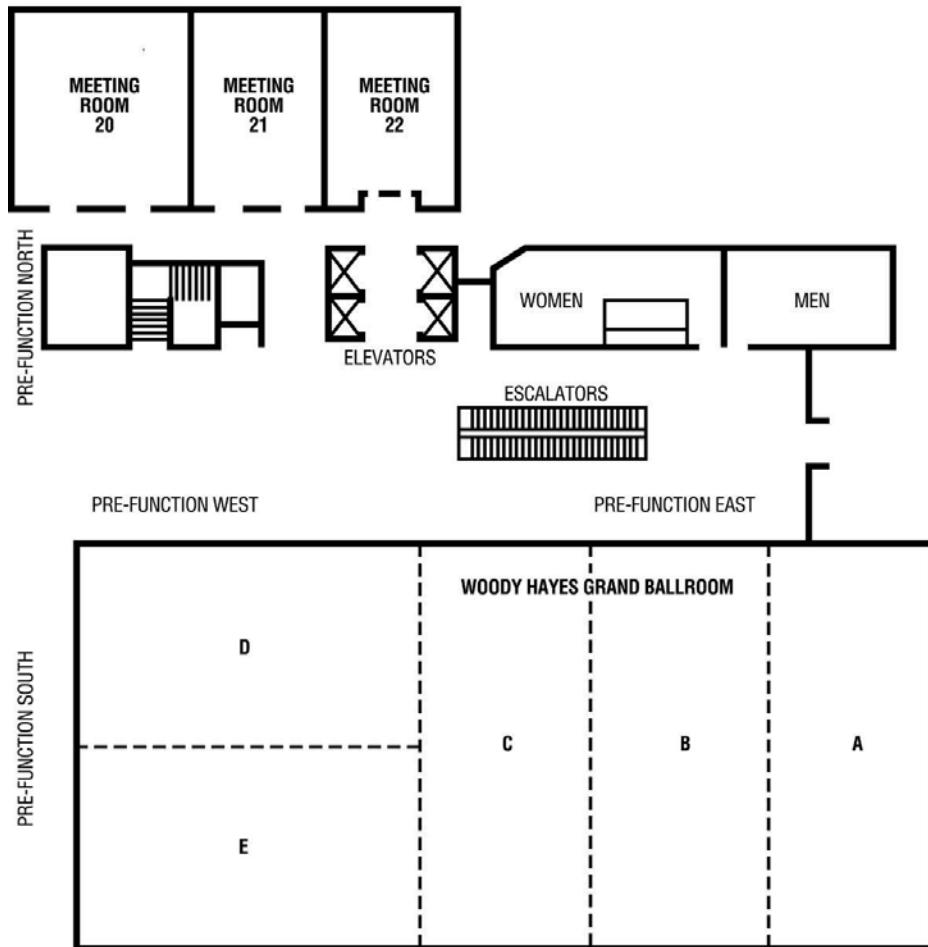 MEETING
ROOM
20
MEETING
ROOM
21
MEETING
ROOM
22
PRE-FUNCTION NORTH
WOMEN
MEN
ELEVATORS
ESCALATORS
PRE-FUNCTION WEST
PRE-FUNCTION EAST
WOODY HAYES GRAND BALLROOM
PRE-FUNCTION SOUTH
D
C
B
A
E